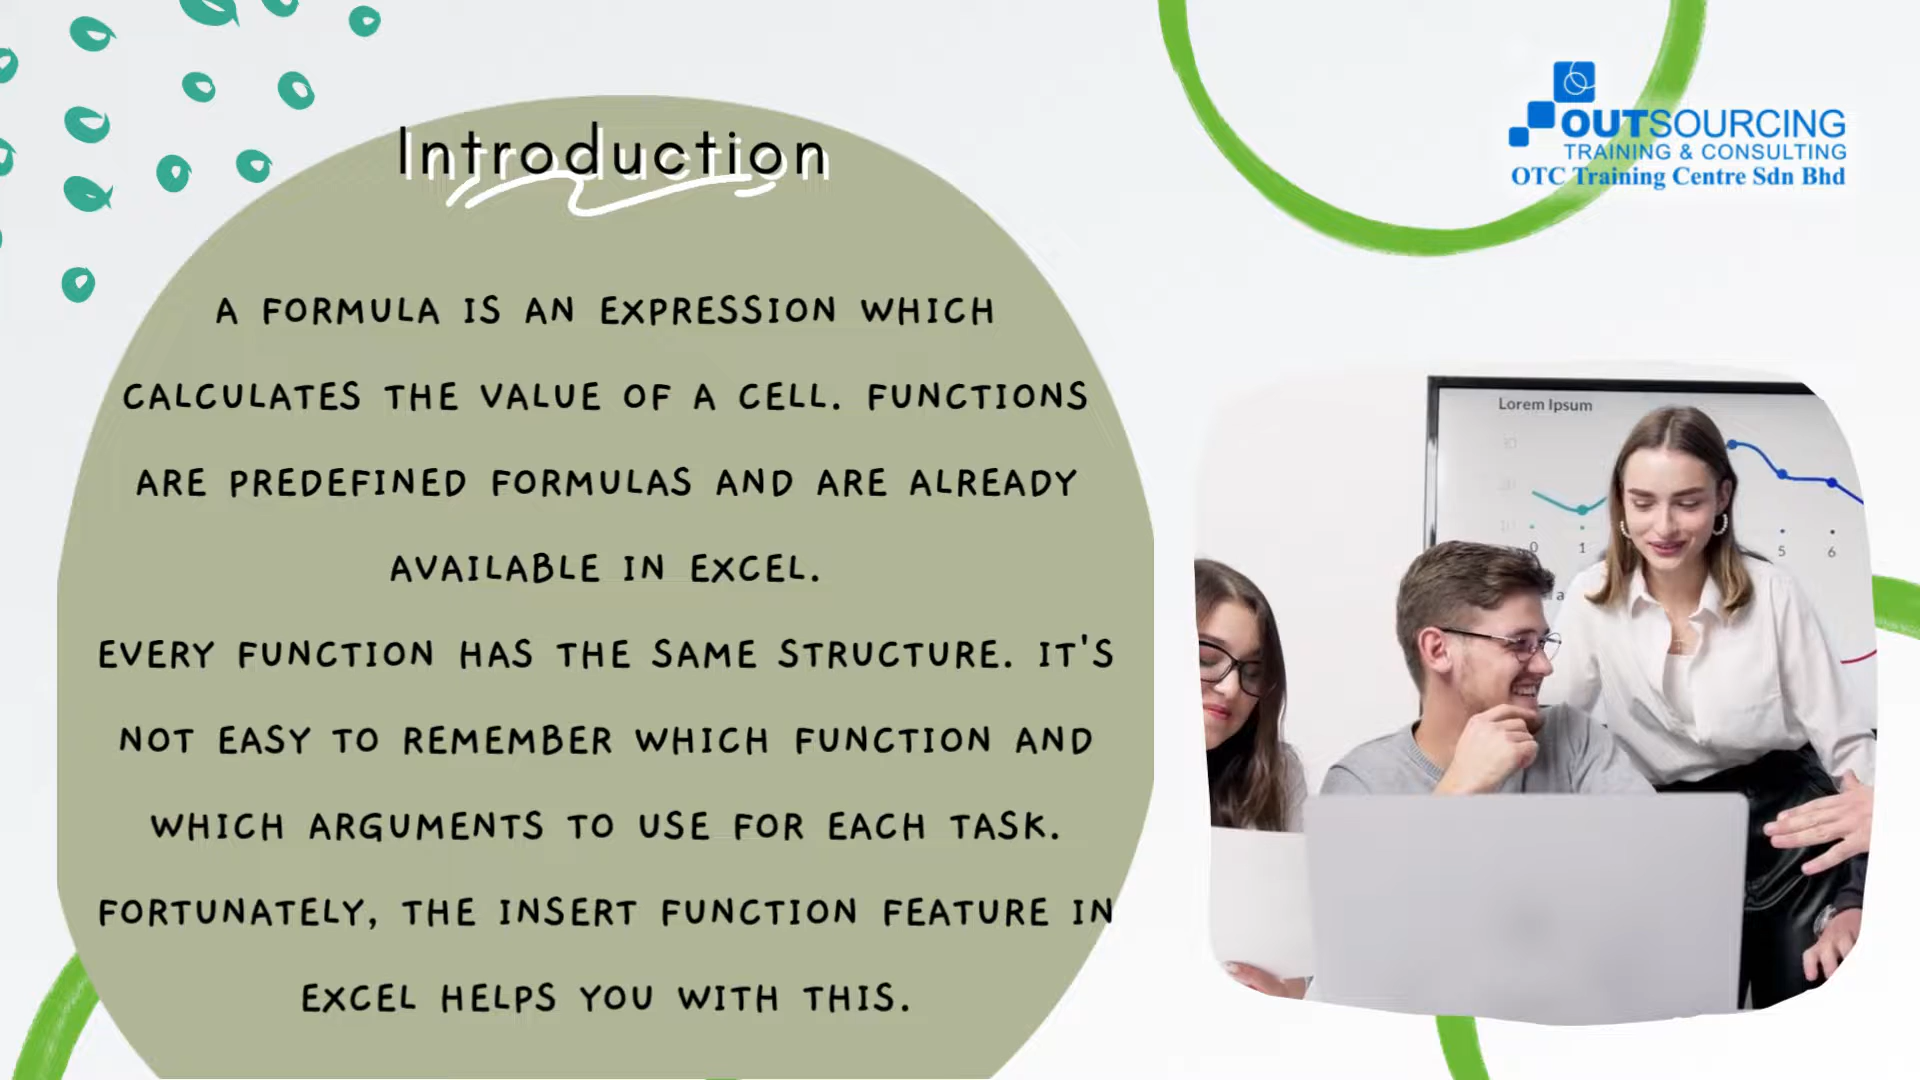 Introduction
A FORMULA IS AN EXPRESSION WHICH
CALCULATES THE VALUE OF A CELL. FUNCTIONS
ARE PREDEFINED FORMULAS AND ARE ALREADY
AVAILABLE IN EXCEL.
EVERY FUNCTION HAS THE SAME STRUCTURE. IT'S
NOT EASY TO REMEMBER WHICH FUNCTION AND
WHICH ARGUMENTS TO USE FOR EACH TASK.
FORTUNATELY, THE INSERT FUNCTION FEATURE IN
EXCEL HELPS YOU WITH THIS.
OUTSOURCING
TRAINING & CONSULTING
OTC Training Centre Sdn Bhd
Lorem Ipsum
0 1 5 6